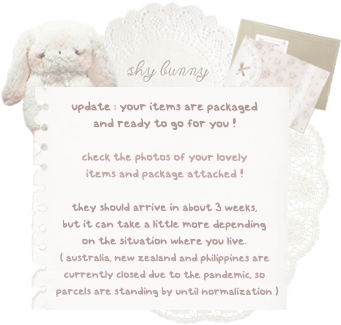 sky bunny
update : your items are packaged
and ready to go for you !
check the photos of your lovely
items and package attached !
they should arrive in about 3 weeks,
but it can take a little more depending
on the situation where you live.
( australia, new zealand and philippines are
currently closed due to the pandemic, so
parcels are standing by until normalization )